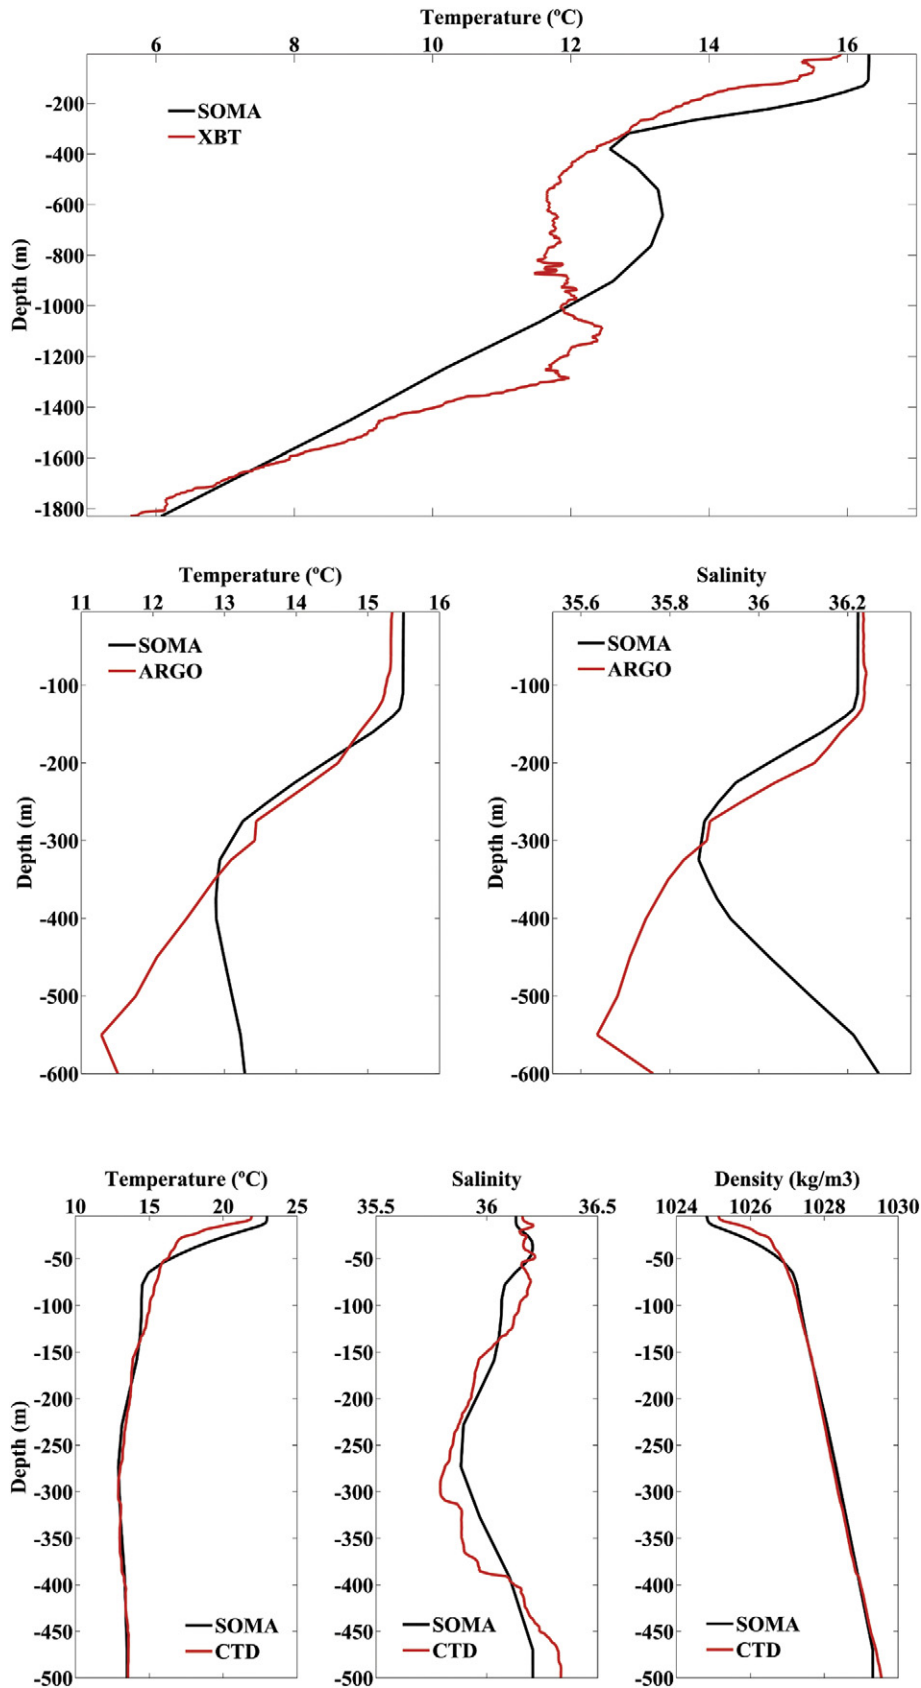 Temperature (ºC)
6 8 10 12 14 16
SOMA
XBT
Depth (m)
-200
-400
-600
-800
-1000
-1200
-1400
-1600
-1800
Temperature (ºC)
11 12 13 14 15 16
SOMA
ARGO
Depth (m)
-100
-200
-300
-400
-500
-600
Salinity
35.6 35.8 36 36.2
SOMA
ARGO
Depth (m)
-100
-200
-300
-400
-500
-600
Temperature (ºC)
10 15 20 25
Depth (m)
-50
-100
-150
-200
-250
-300
-350
-400
-450
-500
SOMA
CTD
Salinity
35.5 36 36.5
-50
-100
-150
-200
-250
-300
-350
-400
-450
-500
SOMA
CTD
Density (kg/m3)
1024 1026 1028 1030
-50
-100
-150
-200
-250
-300
-350
-400
-450
-500
SOMA
CTD